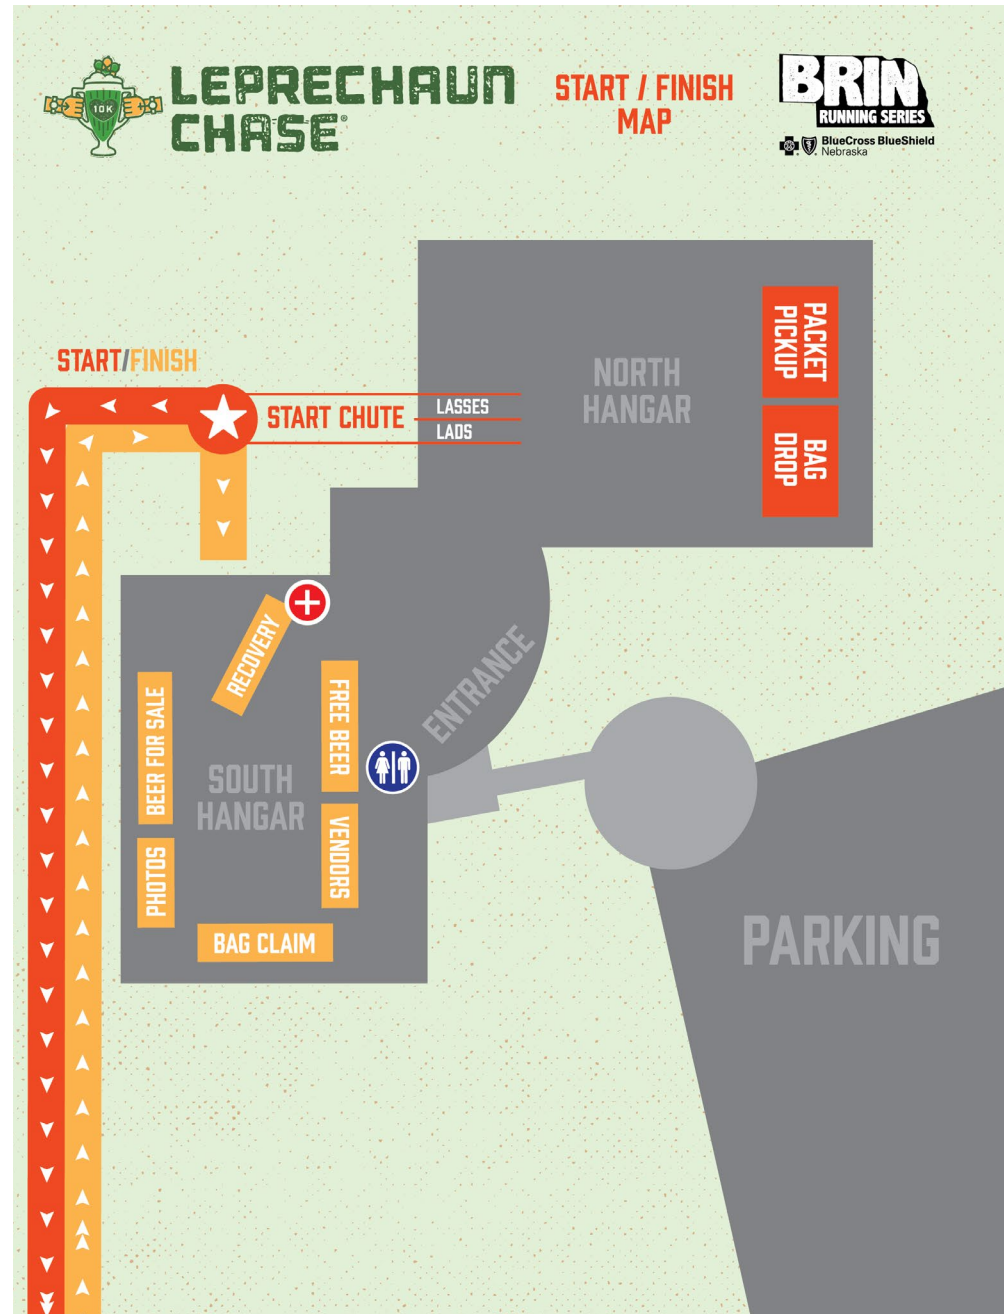 10K
LEPRECHAUN
CHASE®
START / FINISH
MAP
BRIN
RUNNING SERIES
BlueCross BlueShield
Nebraska
PACKET
PICKUP
NORTH
HANGAR
START/FINISH
START CHUTE
LASSES
LADS
BAG
DROP
RECOVERY
ENTRANCE
FREE BEER
BEER FOR SALE
SOUTH
HANGAR
VENDORS
PHOTOS
BAG CLAIM
PARKING